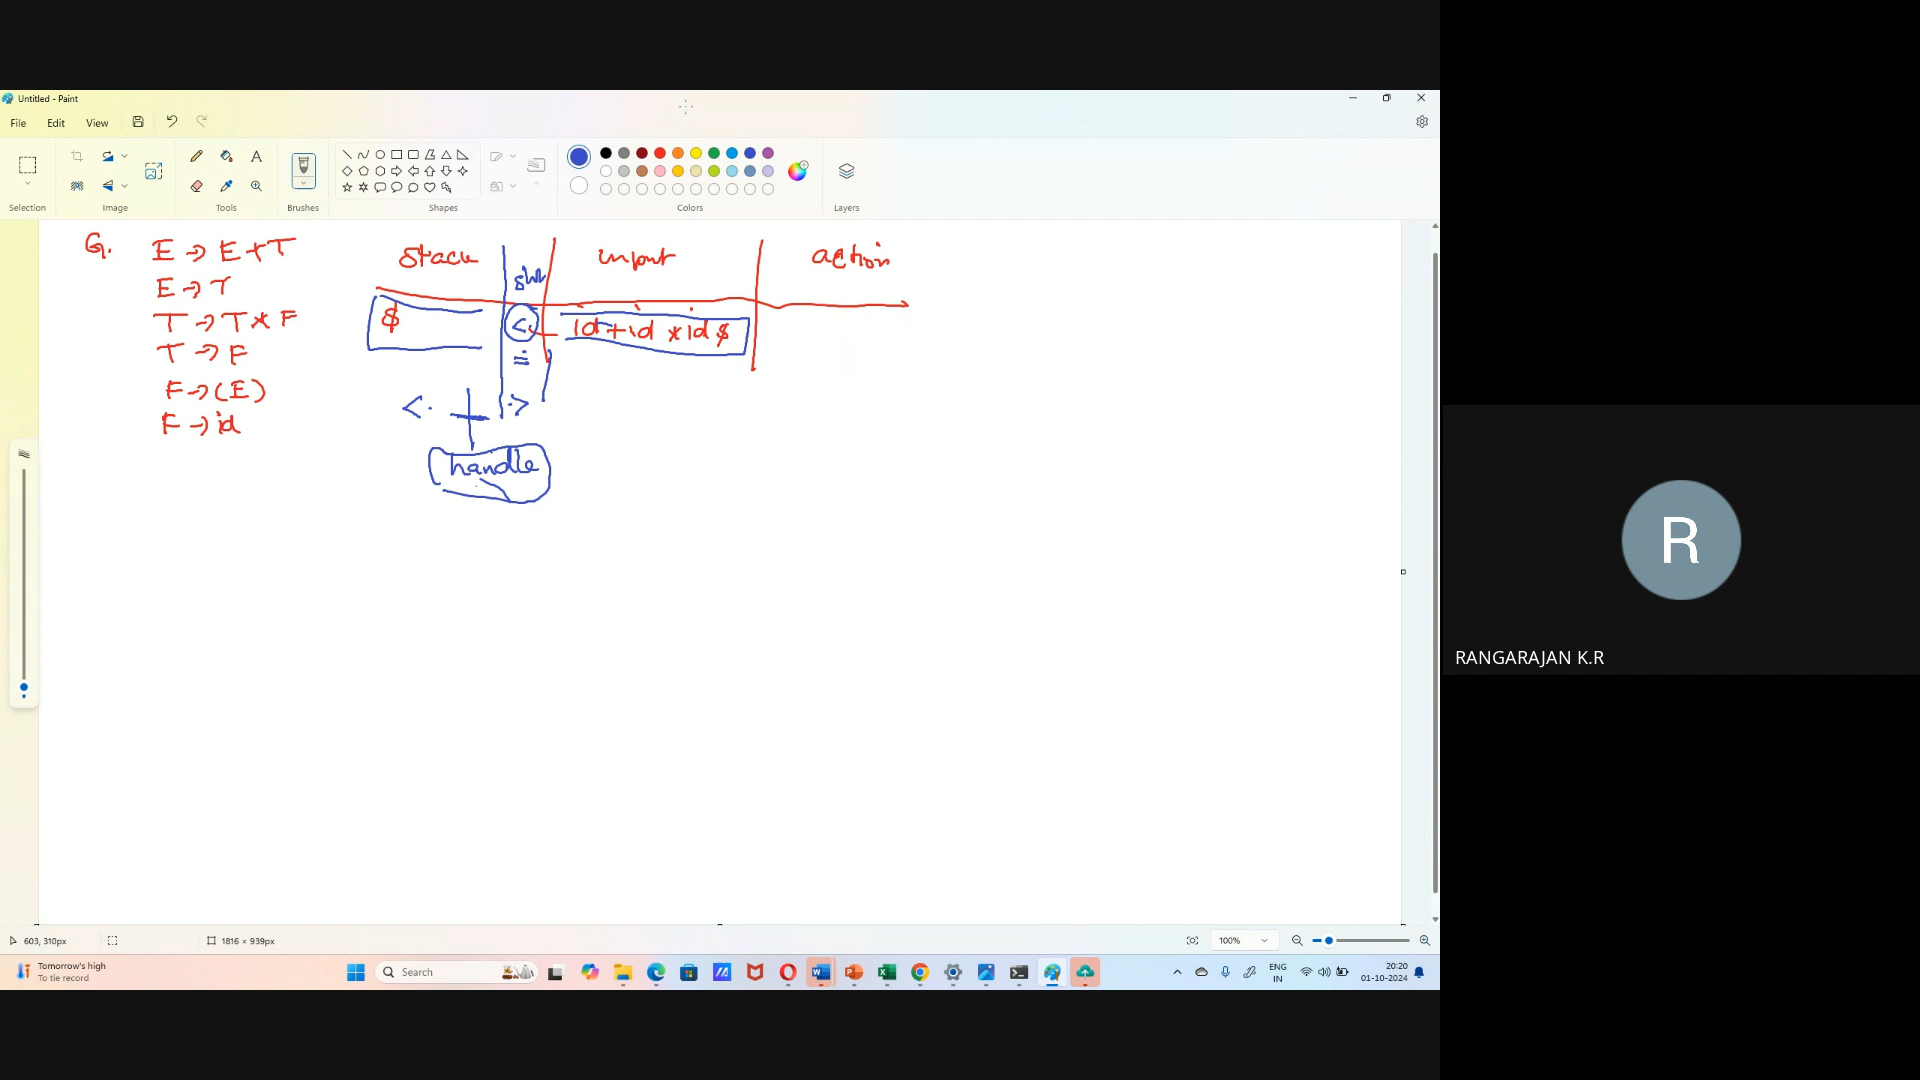 Untitled - Paint
File Edit View
Selection Image Tools Brushes Shapes Colors Layers
G. E → E + T
E → T
T → T * F
T → F
F → (E)
F → id
Stack input action
$ <· id + id * id $
≐
<· ·>
handle
R
RANGARAJAN K.R
603, 310px 1816 × 939px 100%
Tomorrow's high
To tie record
Search
ENG
IN
20:20
01-10-2024